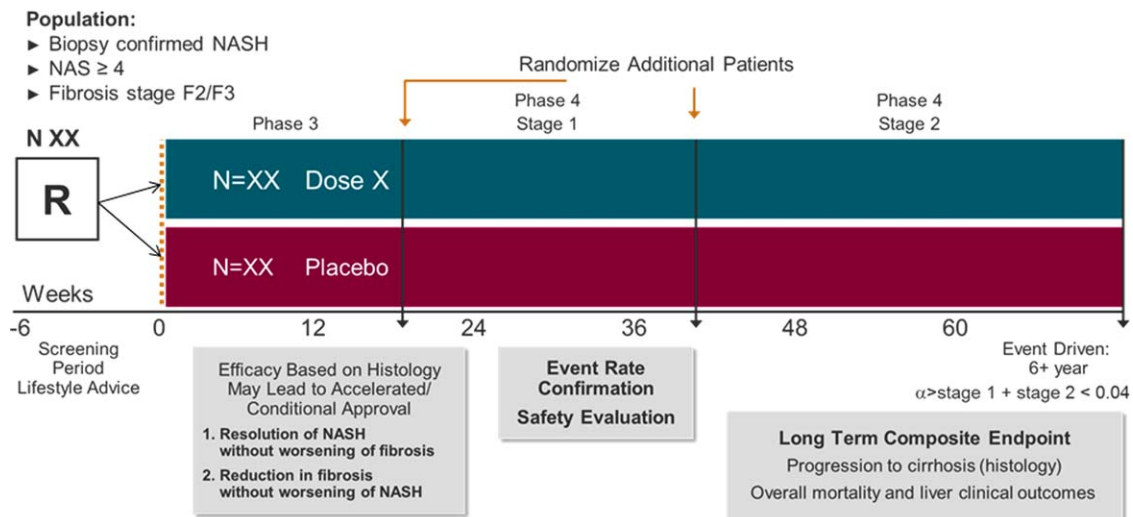 Population:
► Biopsy confirmed NASH
► NAS ≥ 4
► Fibrosis stage F2/F3
Randomize Additional Patients
N XX
R
Phase 3
Phase 4
Stage 1
Phase 4
Stage 2
N=XX Dose X
N=XX Placebo
Weeks
-6 0 12 24 36 48 60
Screening
Period
Lifestyle Advice
Efficacy Based on Histology
May Lead to Accelerated/
Conditional Approval
1. Resolution of NASH
without worsening of fibrosis
2. Reduction in fibrosis
without worsening of NASH
Event Rate
Confirmation
Safety Evaluation
Event Driven:
6+ year
α>stage 1 + stage 2 < 0.04
Long Term Composite Endpoint
Progression to cirrhosis (histology)
Overall mortality and liver clinical outcomes